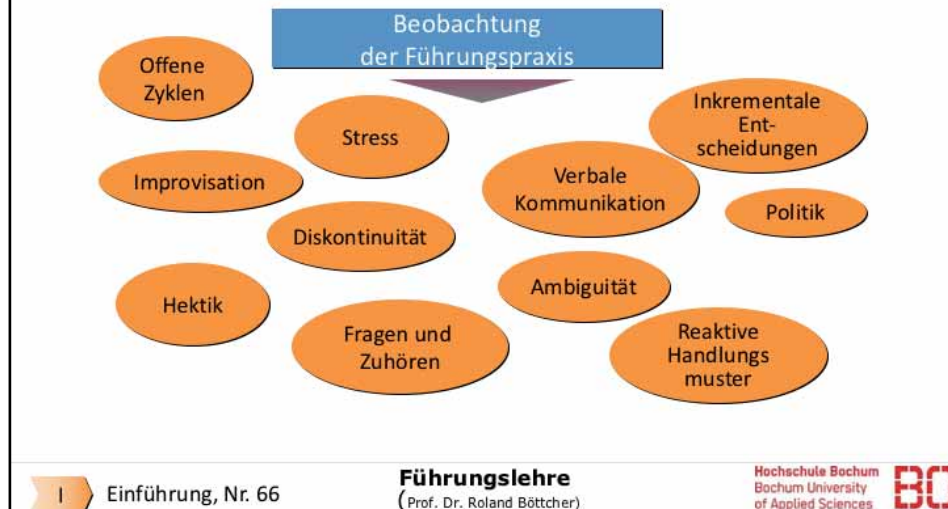 Beobachtung
der Führungspraxis
Offene
Zyklen
Stress
Inkrementale
Ent-
scheidungen
Improvisation
Verbale
Kommunikation
Politik
Diskontinuität
Ambiguität
Hektik
Fragen und
Zuhören
Reaktive
Handlungs
muster
I
Einführung, Nr. 66
Führungslehre
(Prof. Dr. Roland Böttcher)
Hochschule Bochum
Bochum University
of Applied Sciences
BO